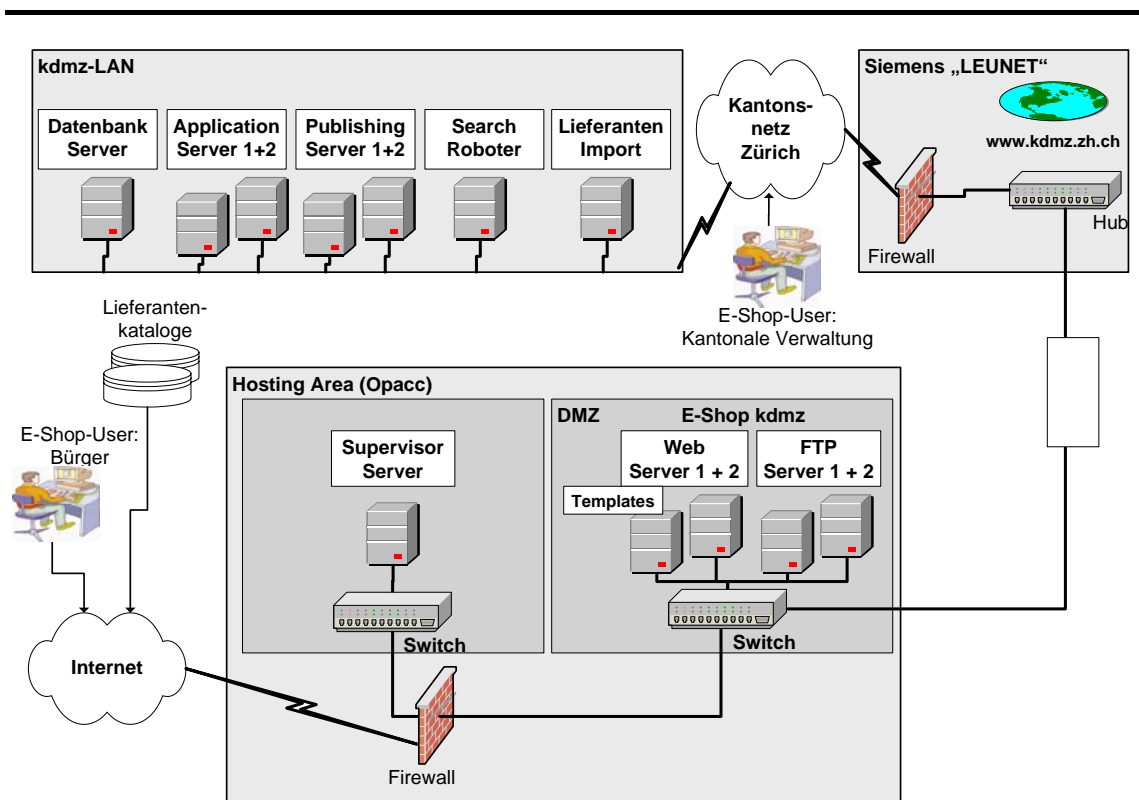 kdmz-LAN
Datenbank
Server
Application
Server 1+2
Publishing
Server 1+2
Search
Roboter
Lieferanten
Import
Kantons-
netz
Zürich
Siemens „LEUNET“
www.kdmz.zh.ch
Hub
Firewall
E-Shop-User:
Kantonale Verwaltung
Lieferanten-
kataloge
E-Shop-User:
Bürger
Internet
Hosting Area (Opacc)
Supervisor
Server
Switch
DMZ
E-Shop kdmz
Web
Server 1 + 2
FTP
Server 1 + 2
Templates
Switch
Firewall